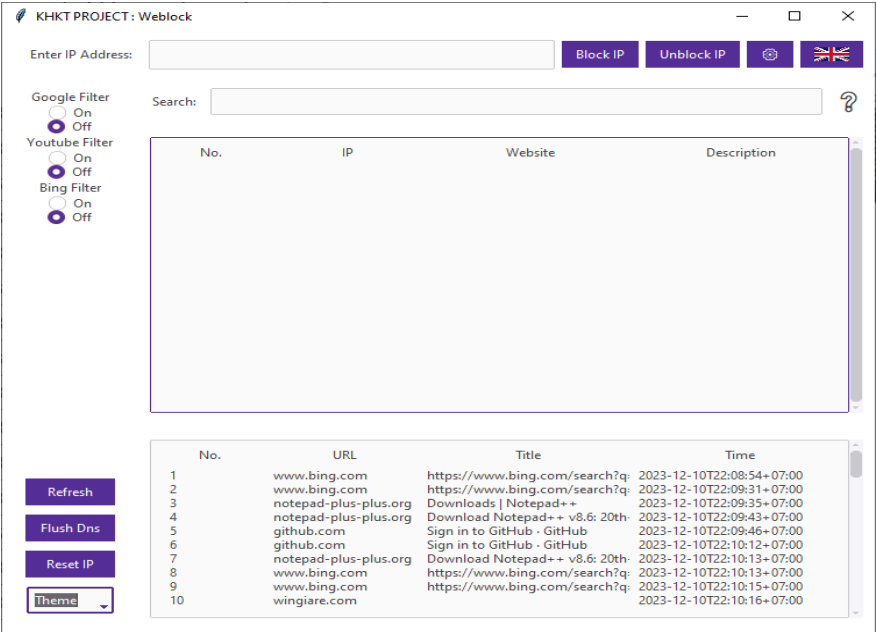 KHKT PROJECT : Weblock
Enter IP Address:
Block IP
Unblock IP
Google Filter
On
Off
Search:
Youtube Filter
On
Off
Bing Filter
On
Off
No. IP Website Description
No. URL Title Time
1 www.bing.com https://www.bing.com/search?q: 2023-12-10T22:08:54+07:00
2 www.bing.com https://www.bing.com/search?q: 2023-12-10T22:09:31+07:00
3 notepad-plus-plus.org Downloads | Notepad++ 2023-12-10T22:09:35+07:00
4 notepad-plus-plus.org Download Notepad++ v8.6: 20th- 2023-12-10T22:09:43+07:00
5 github.com Sign in to GitHub · GitHub 2023-12-10T22:09:46+07:00
6 github.com Sign in to GitHub · GitHub 2023-12-10T22:10:12+07:00
7 notepad-plus-plus.org Download Notepad++ v8.6: 20th- 2023-12-10T22:10:13+07:00
8 www.bing.com https://www.bing.com/search?q: 2023-12-10T22:10:13+07:00
9 www.bing.com https://www.bing.com/search?q: 2023-12-10T22:10:15+07:00
10 wingiare.com 2023-12-10T22:10:16+07:00
Refresh
Flush Dns
Reset IP
Theme